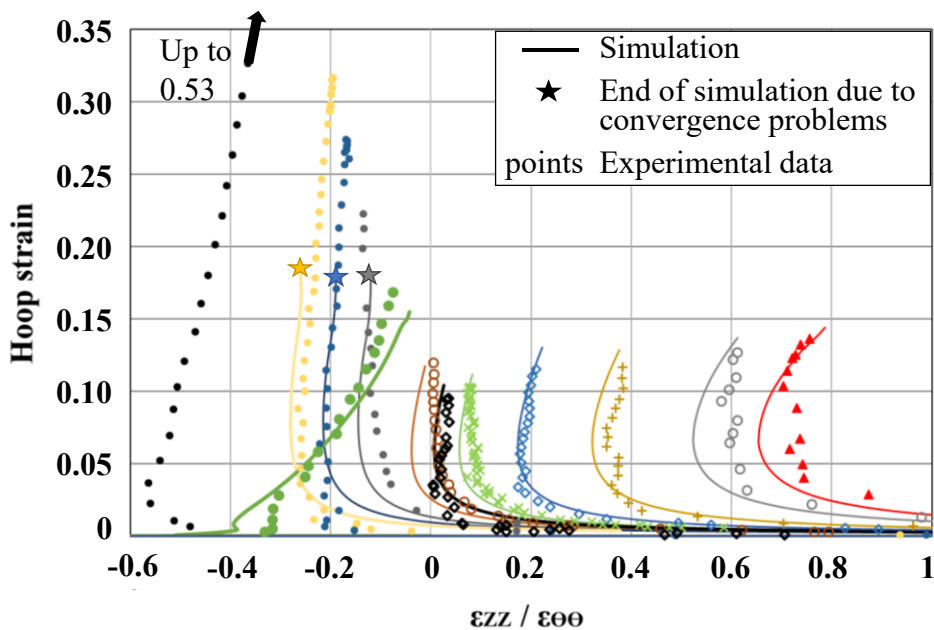 0.35
Up to
0.53
Simulation
End of simulation due to
convergence problems
points Experimental data
0.30
0.25
0.20
0.15
0.10
0.05
0
Hoop strain
-0.6 -0.4 -0.2 0 0.2 0.4 0.6 0.8 1
εzz / εθθ